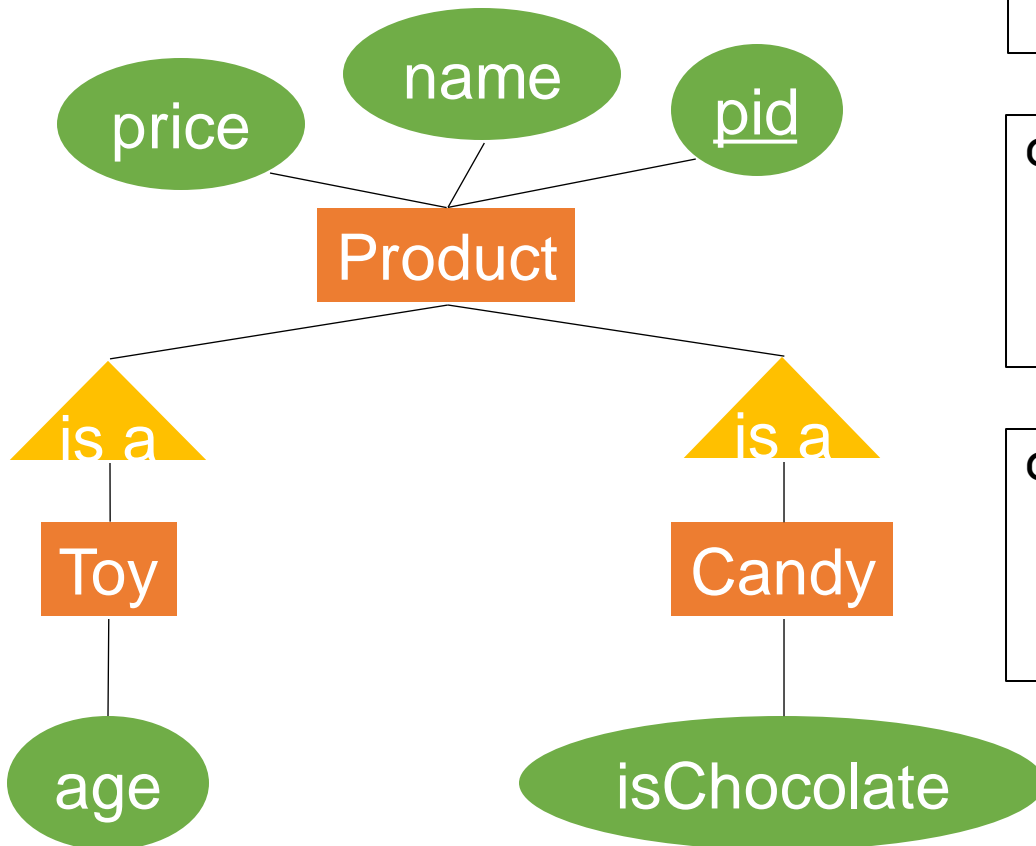 name
price
pid
Product
is a
is a
Toy
Candy
age
isChocolate